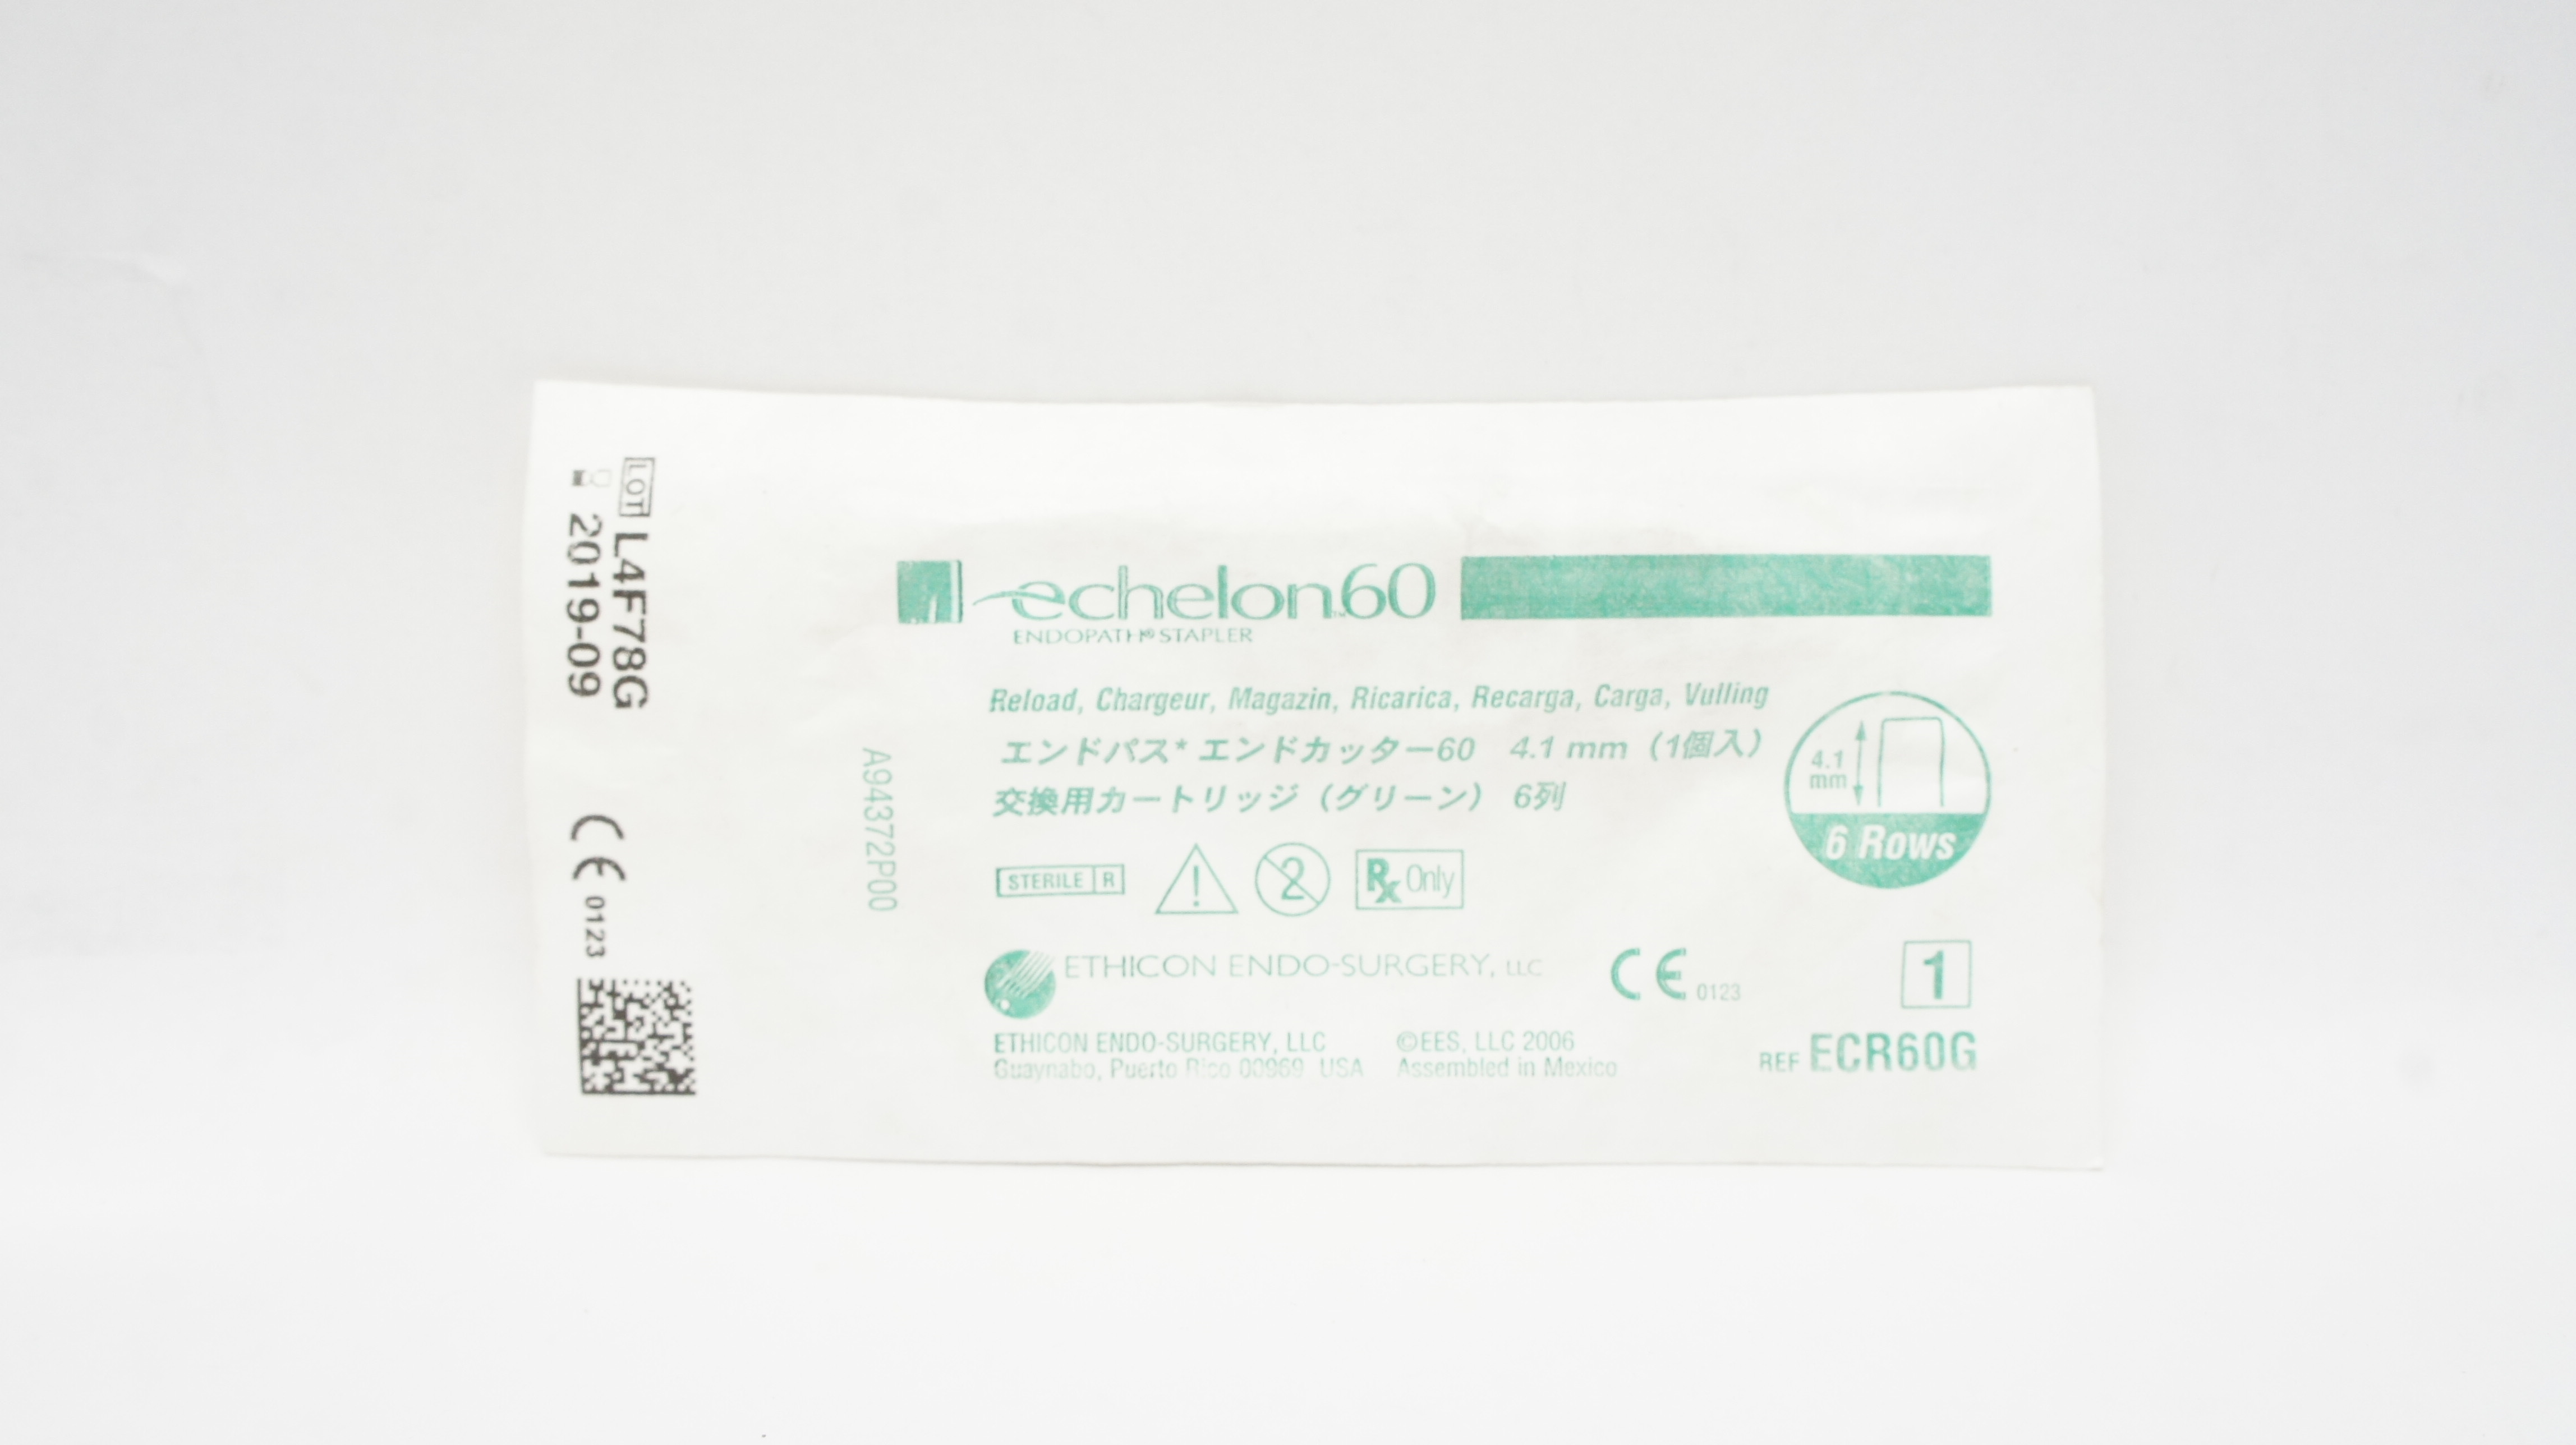 LOT L4F78G
2019-09
CE 0123
echelon60™
ENDOPATH® STAPLER
Reload, Chargeur, Magazin, Ricarica, Recarga, Carga, Vulling
エンドパス* エンドカッター60 4.1 mm (1個入)
交換用カートリッジ (グリーン) 6列
4.1
mm
6 Rows
A94372P00
STERILE R
2
Rx Only
ETHICON ENDO-SURGERY, LLC
CE 0123
1
ETHICON ENDO-SURGERY, LLC
Guaynabo, Puerto Rico 00969 USA
©EES, LLC 2006
Assembled in Mexico
REF ECR60G